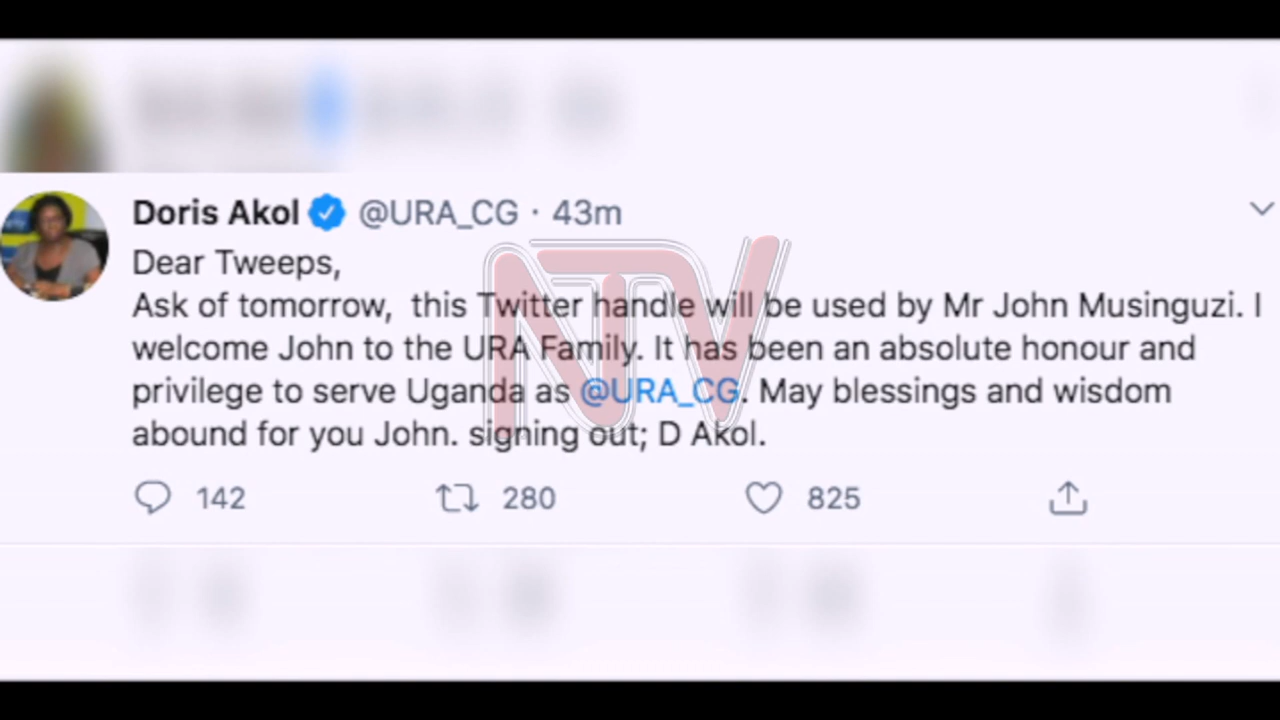 Doris Akol @URA_CG · 43m
Dear Tweeps,
Ask of tomorrow,  this Twitter handle will be used by Mr John Musinguzi. I
welcome John to the URA Family. It has been an absolute honour and
privilege to serve Uganda as @URA_CG. May blessings and wisdom
abound for you John. signing out; D Akol.
142 280 825
NTV